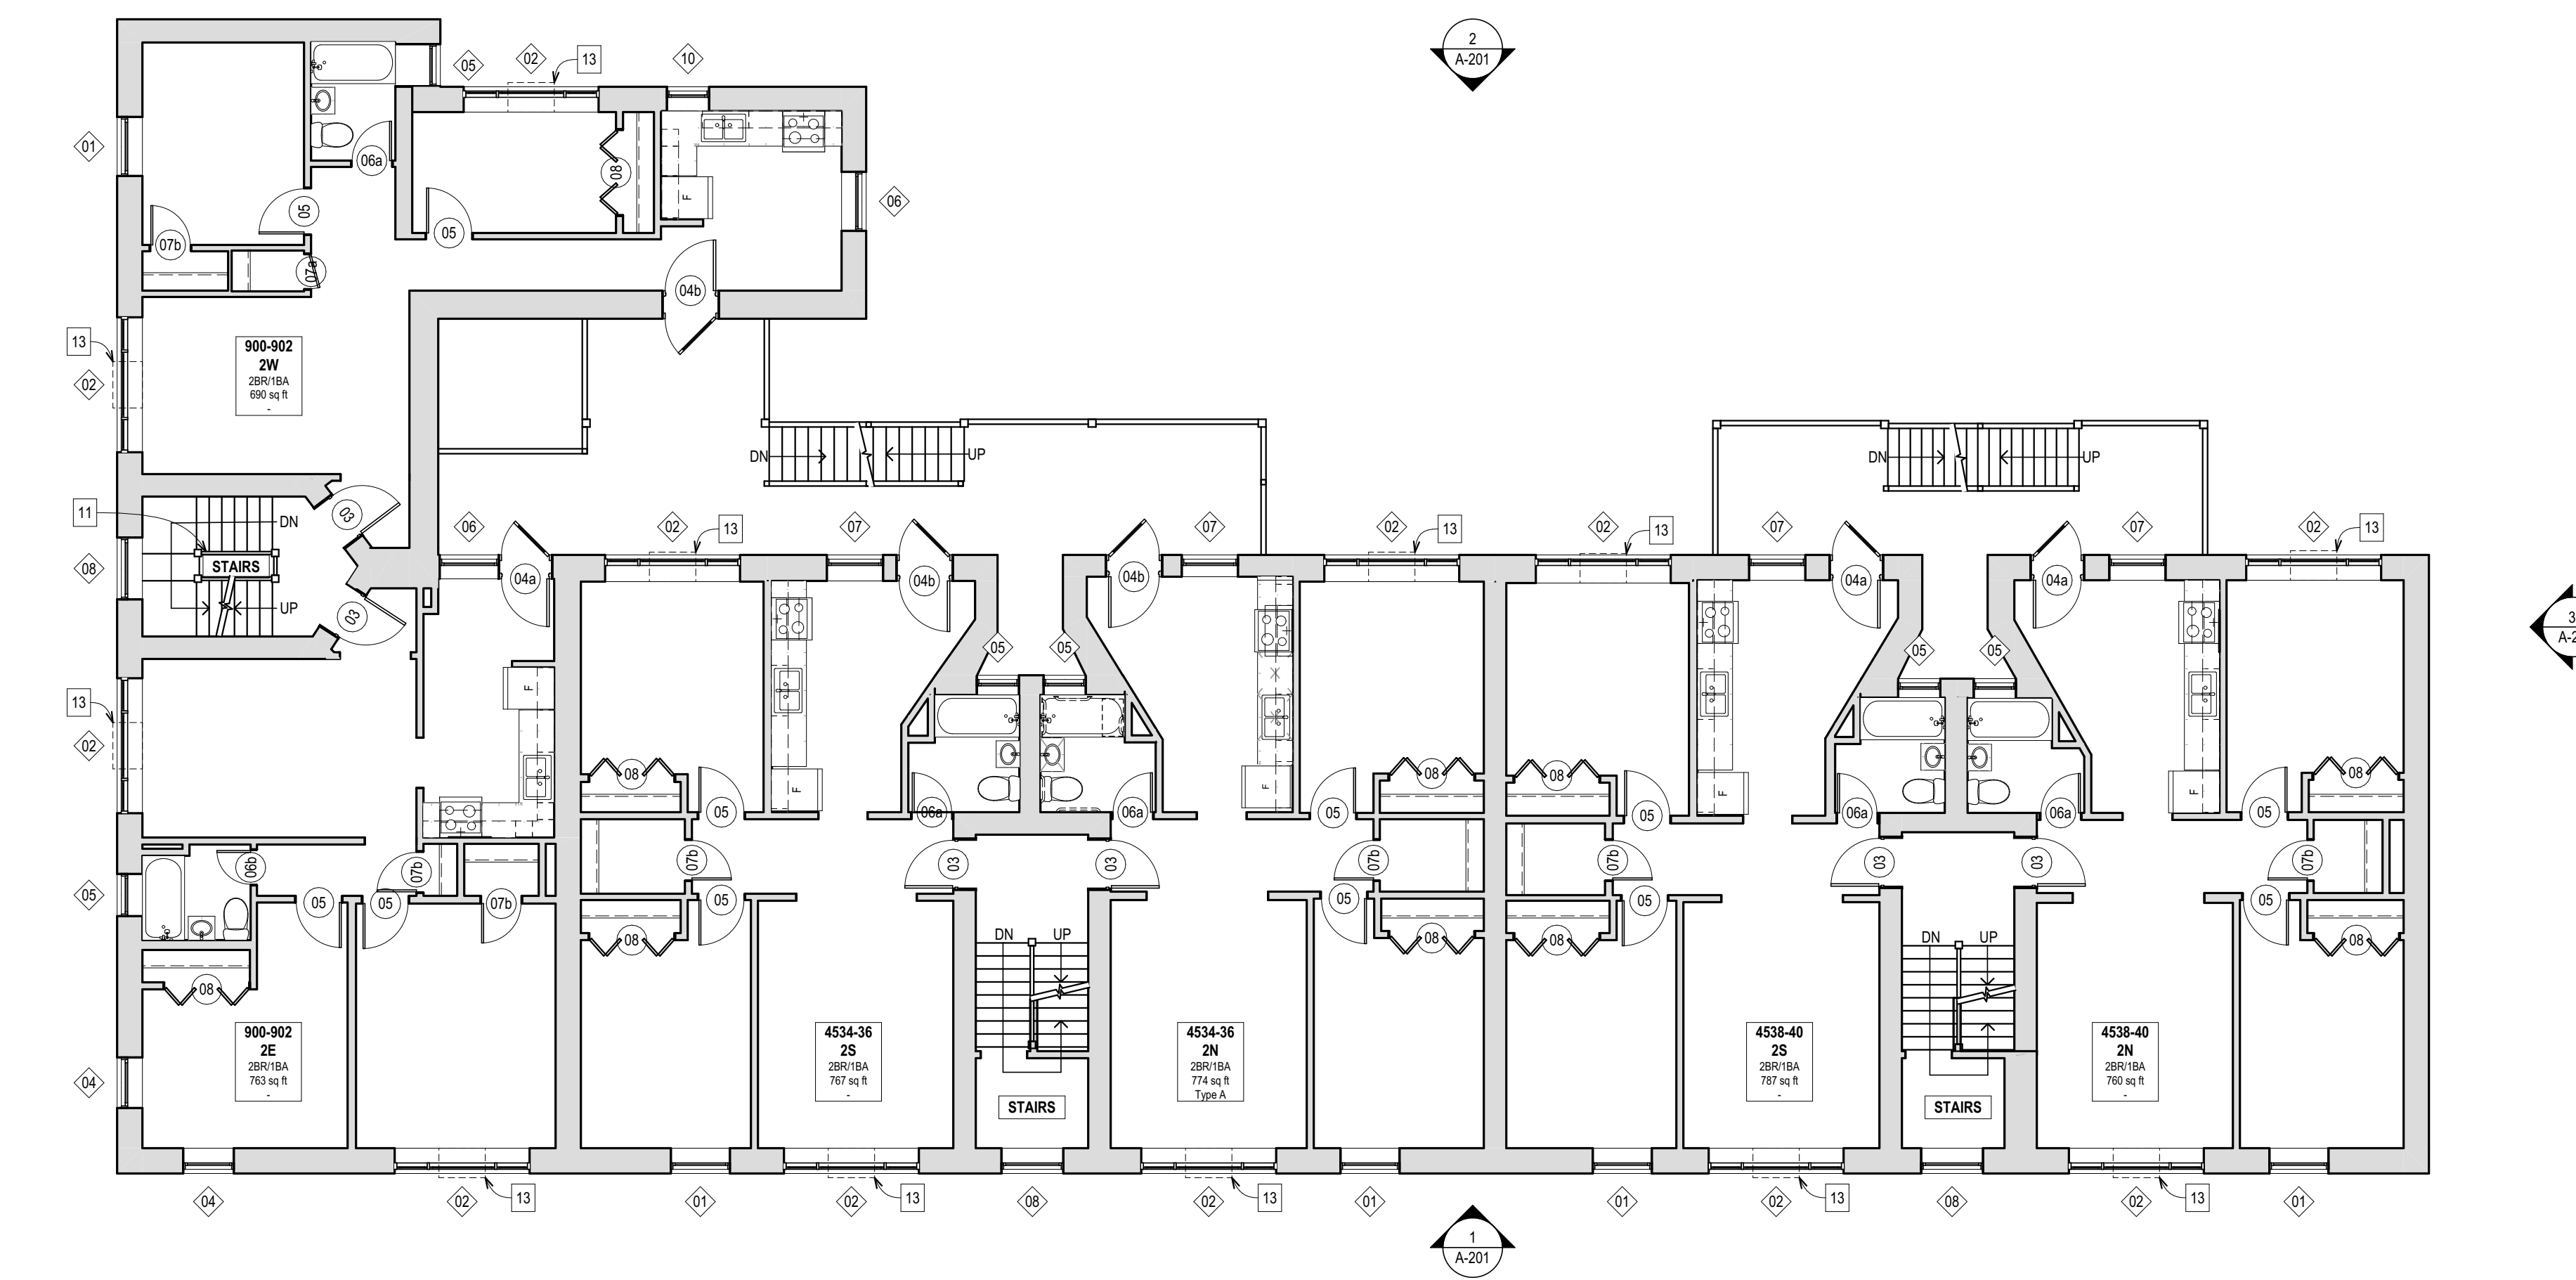 2
A-201
05
02
13
10
01
06a
08
F
06
05
05
07b
07a
04b
13
02
900-902
2W
2BR/1BA
690 sq ft
-
DN
UP
DN
UP
11
03
DN
STAIRS
08
UP
03
06
02
13
07
07
02
13
02
13
07
07
02
13
04a
04b
04b
04a
04a
3
05
05
05
05
13
02
F
08
F
F
08
08
F
F
08
05
06a
06a
05
05
06a
06a
05
06b
07b
07b
03
03
07b
07b
03
03
07b
05
05
05
07b
05
05
05
05
08
08
08
08
08
DN
UP
DN
UP
900-902
2E
2BR/1BA
763 sq ft
-
4534-36
2S
2BR/1BA
767 sq ft
-
4534-36
2N
2BR/1BA
774 sq ft
Type A
4538-40
2S
2BR/1BA
787 sq ft
-
4538-40
2N
2BR/1BA
760 sq ft
-
04
STAIRS
STAIRS
04
02
13
01
02
13
08
02
13
01
01
02
13
08
02
13
01
1
A-201